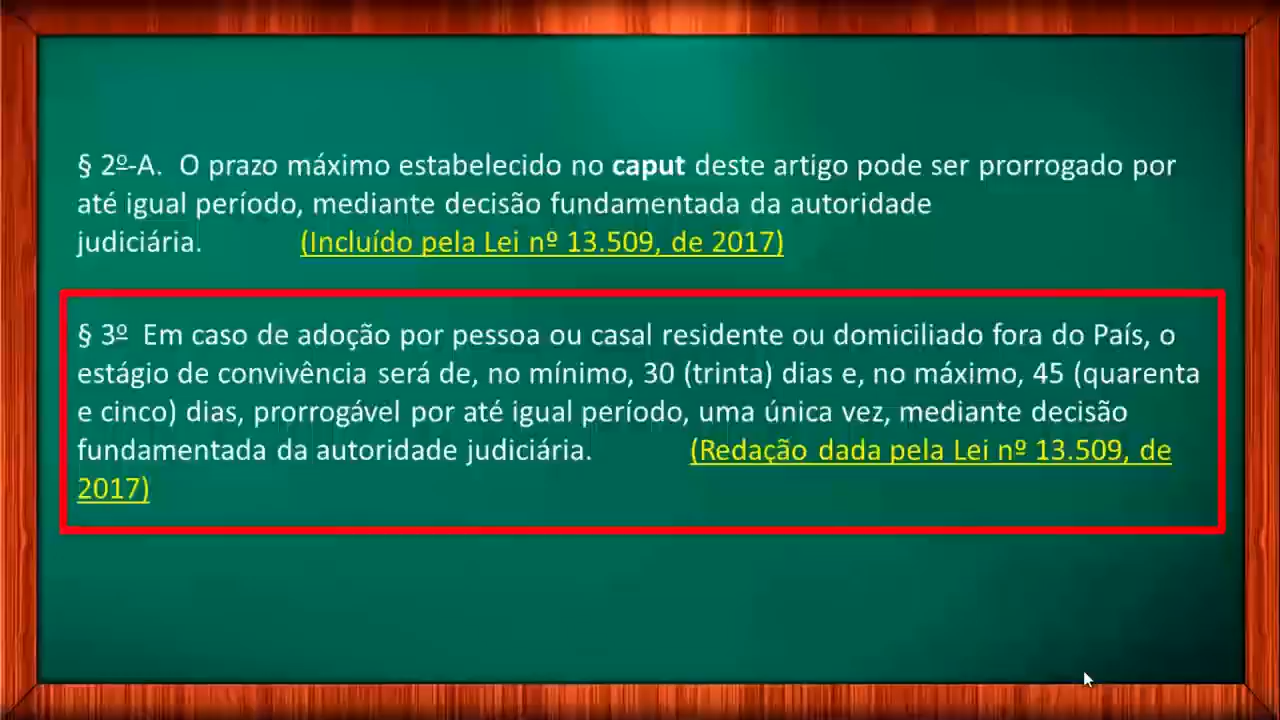 § 2º-A.  O prazo máximo estabelecido no caput deste artigo pode ser prorrogado por
até igual período, mediante decisão fundamentada da autoridade
judiciária. (Incluído pela Lei nº 13.509, de 2017)
§ 3º  Em caso de adoção por pessoa ou casal residente ou domiciliado fora do País, o
estágio de convivência será de, no mínimo, 30 (trinta) dias e, no máximo, 45 (quarenta
e cinco) dias, prorrogável por até igual período, uma única vez, mediante decisão
fundamentada da autoridade judiciária. (Redação dada pela Lei nº 13.509, de
2017)